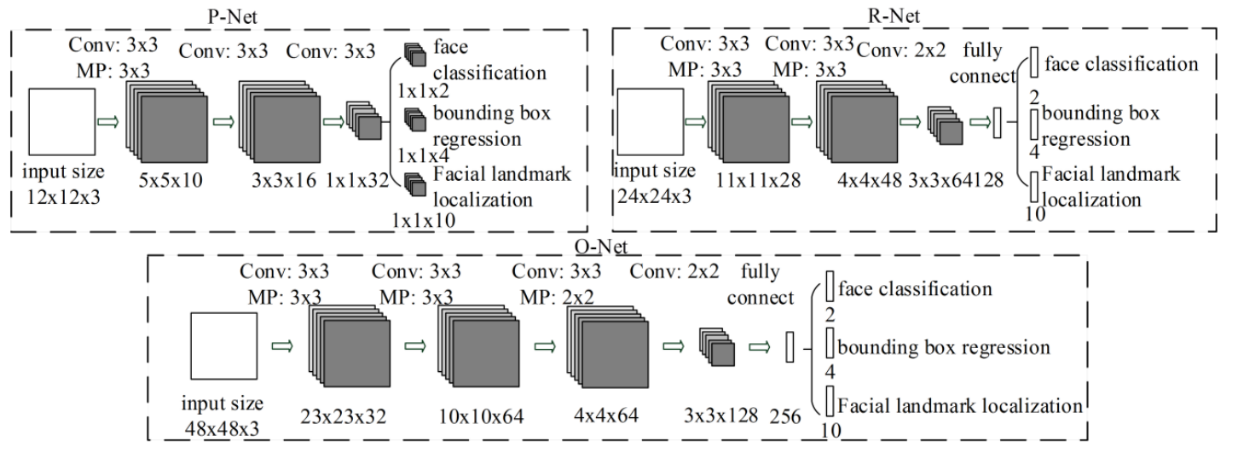 P-Net
Conv: 3x3
MP: 3x3
Conv: 3x3
Conv: 3x3
input size
12x12x3
5x5x10
3x3x16
1x1x32
face
classification
1x1x2
bounding box
regression
1x1x4
Facial landmark
localization
1x1x10
R-Net
Conv: 3x3
MP: 3x3
Conv: 3x3
MP: 3x3
Conv: 2x2
fully
connect
input size
24x24x3
11x11x28
4x4x48
3x3x64
128
face classification
2
bounding box
regression
4
Facial landmark
localization
10
O-Net
Conv: 3x3
MP: 3x3
Conv: 3x3
MP: 3x3
Conv: 3x3
MP: 2x2
Conv: 2x2
fully
connect
input size
48x48x3
23x23x32
10x10x64
4x4x64
3x3x128
256
face classification
2
bounding box regression
4
Facial landmark localization
10